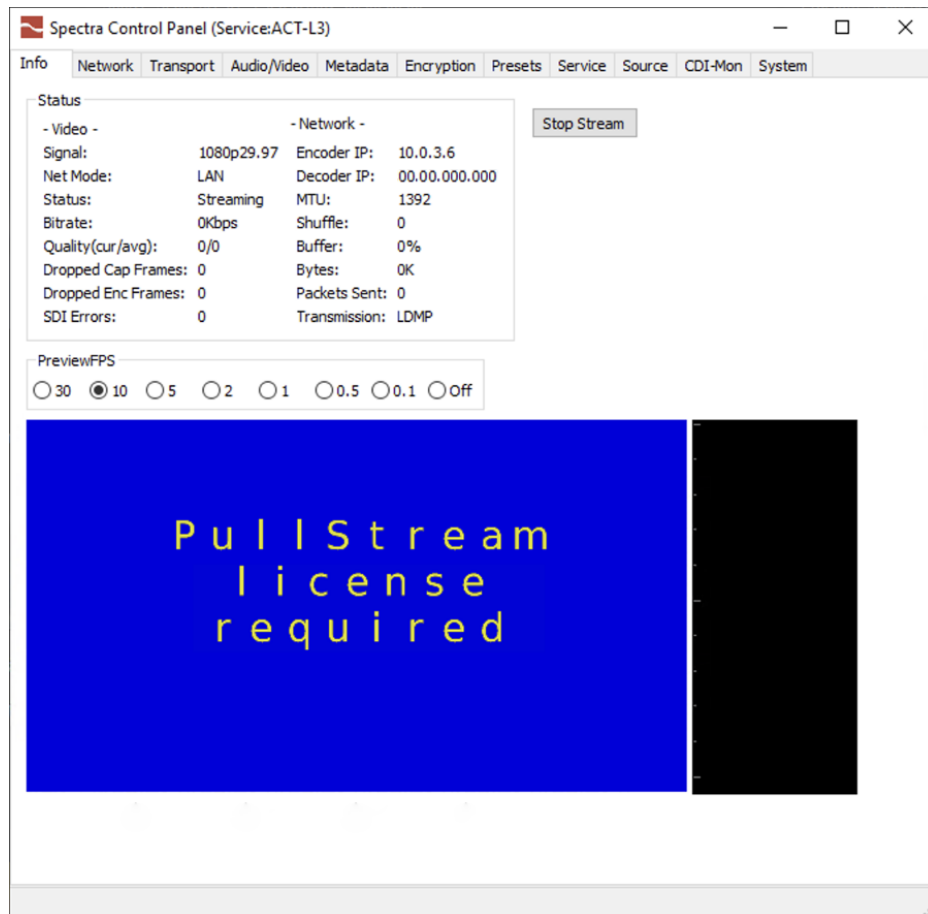 Spectra Control Panel (Service:ACT-L3)
Info Network Transport Audio/Video Metadata Encryption Presets Service Source CDI-Mon System
Status
- Video - - Network -
Stop Stream
Signal: 1080p29.97 Encoder IP: 10.0.3.6
Net Mode: LAN Decoder IP: 00.00.000.000
Status: Streaming MTU: 1392
Bitrate: 0Kbps Shuffle: 0
Quality(cur/avg): 0/0 Buffer: 0%
Dropped Cap Frames: 0 Bytes: 0K
Dropped Enc Frames: 0 Packets Sent: 0
SDI Errors: 0 Transmission: LDMP
PreviewFPS
30 10 5 2 1 0.5 0.1 Off
PullStream
license
required